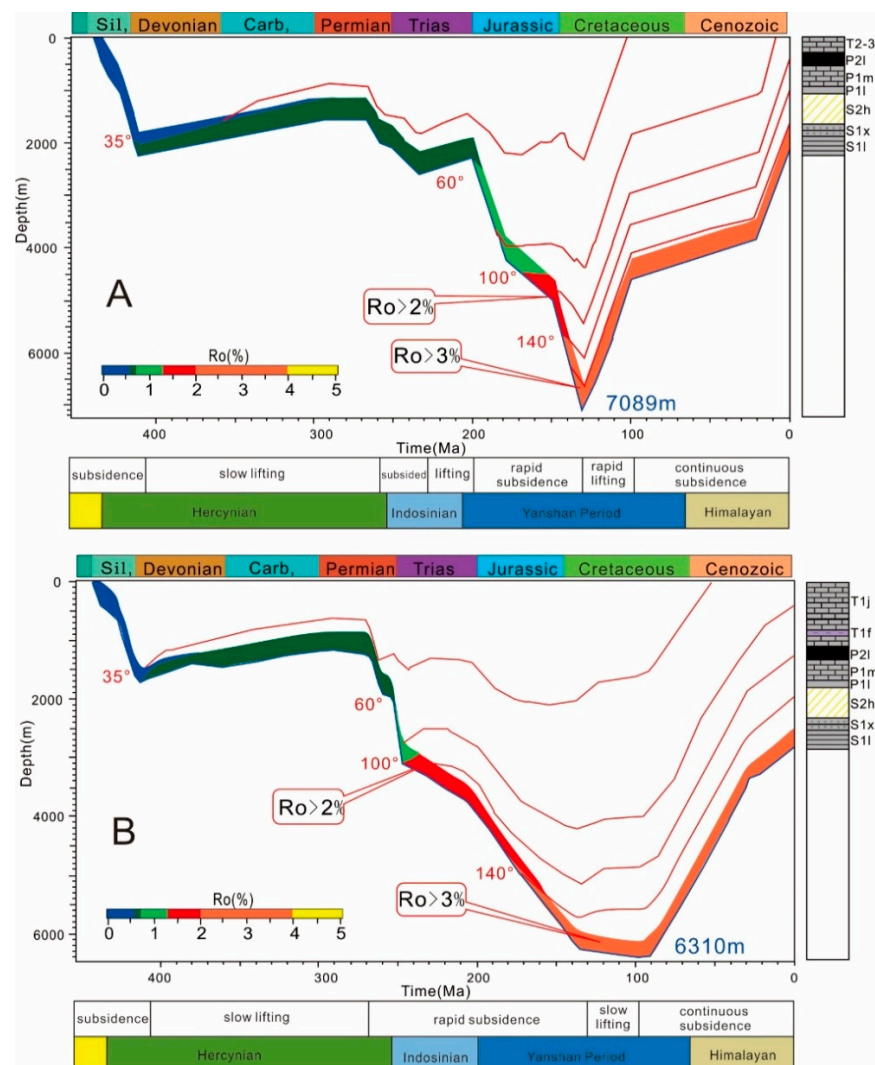 Sil, Devonian Carb, Permian Trias Jurassic Cretaceous Cenozoic
0
2000
4000
6000
Depth(m)
35°
60°
100°
140°
A
Ro>2%
Ro>3%
7089m
Ro(%)
0 1 2 3 4 5
400 300 200 100 0
Time(Ma)
T2-3
P2l
P1m
P1l
S2h
S1x
S1l
subsidence slow lifting subsided lifting rapid subsidence rapid lifting continuous subsidence
Hercynian Indosinian Yanshan Period Himalayan
Sil, Devonian Carb, Permian Trias Jurassic Cretaceous Cenozoic
0
2000
4000
6000
Depth(m)
35°
60°
100°
140°
B
Ro>2%
Ro>3%
6310m
Ro(%)
0 1 2 3 4 5
400 300 200 100 0
Time(Ma)
T1j
T1f
P2l
P1m
P1l
S2h
S1x
S1l
subsidence slow lifting rapid subsidence slow lifting continuous subsidence
Hercynian Indosinian Yanshan Period Himalayan